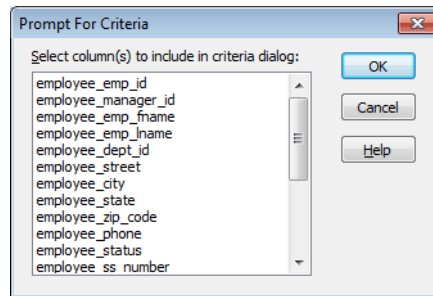 Prompt For Criteria
Select column(s) to include in criteria dialog:
employee_emp_id
employee_manager_id
employee_emp_fname
employee_emp_lname
employee_dept_id
employee_street
employee_city
employee_state
employee_zip_code
employee_phone
employee_status
employee_ss_number
OK
Cancel
Help